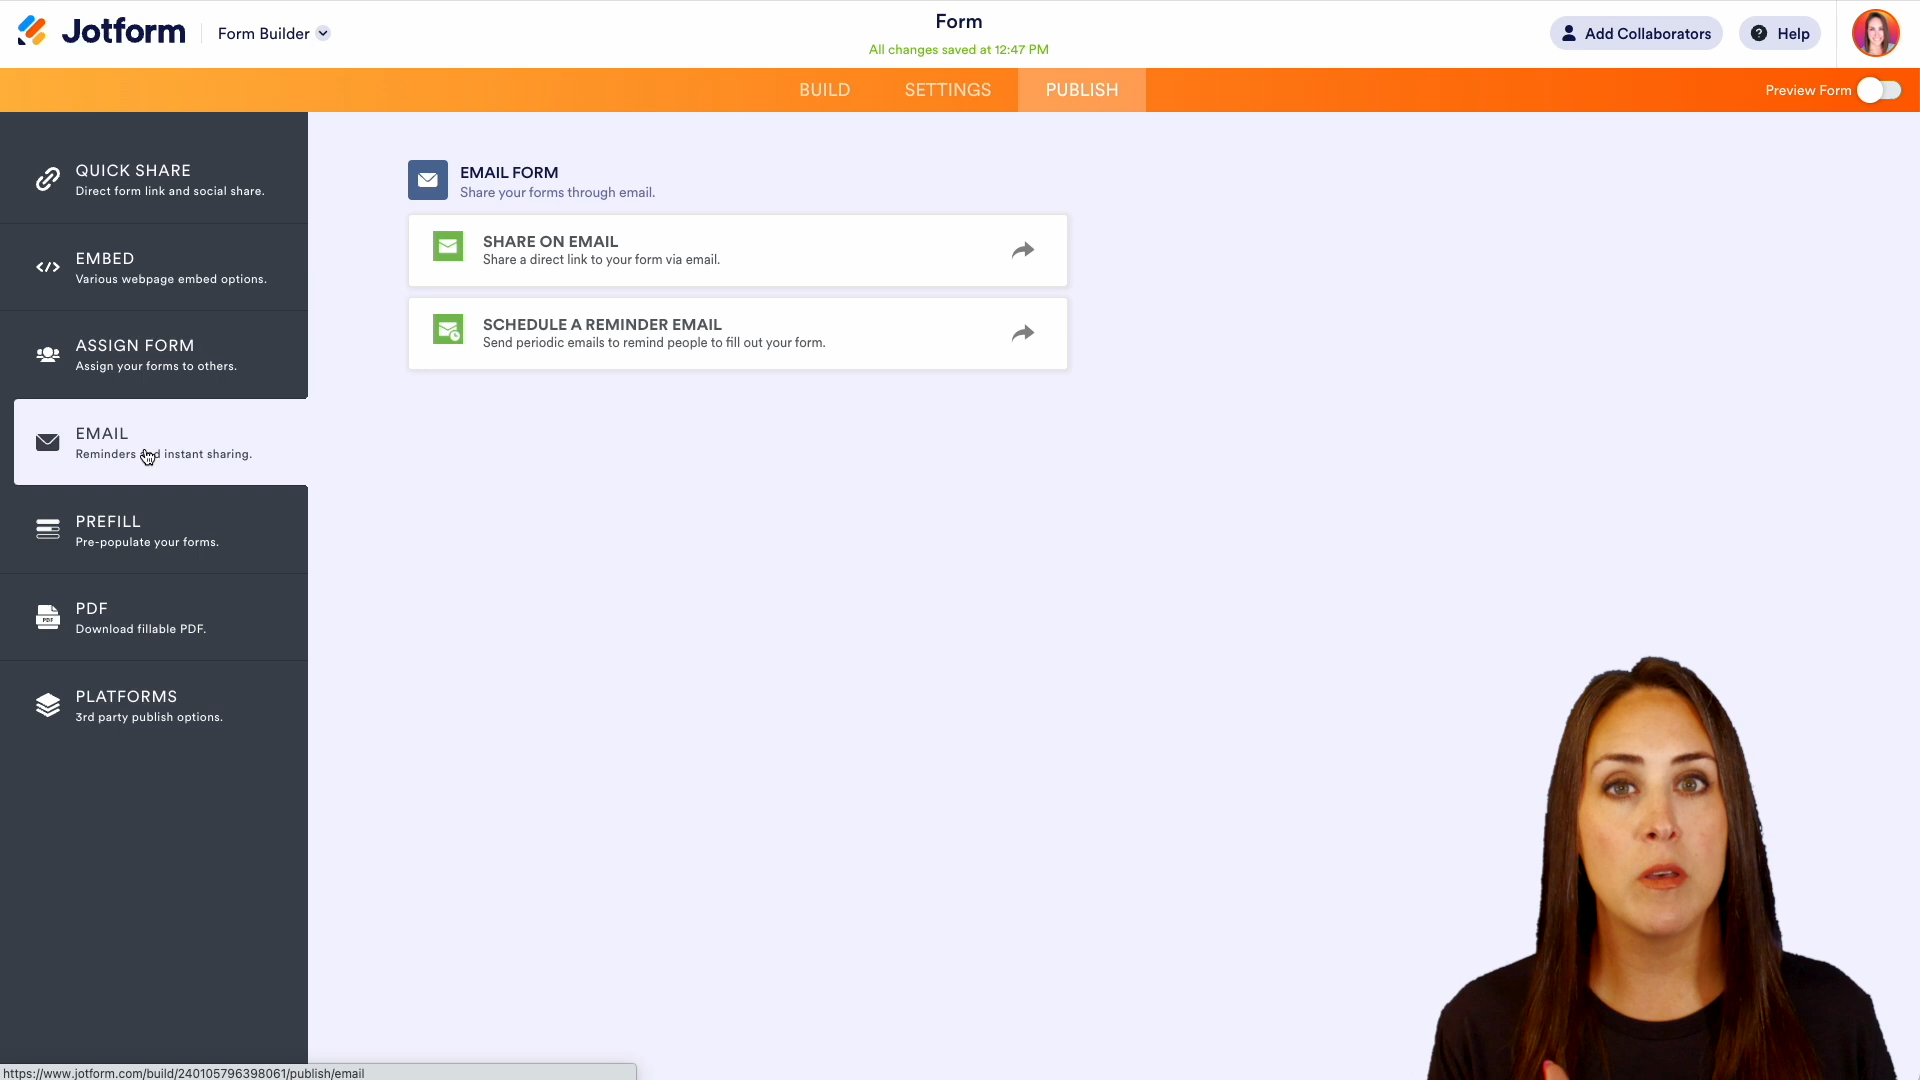 Jotform
Form Builder
Form
All changes saved at 12:47 PM
Add Collaborators
Help
BUILD
SETTINGS
PUBLISH
Preview Form
QUICK SHARE
Direct form link and social share.
EMBED
Various webpage embed options.
ASSIGN FORM
Assign your forms to others.
EMAIL
Reminders and instant sharing.
PREFILL
Pre-populate your forms.
PDF
PDF
Download fillable PDF.
PLATFORMS
3rd party publish options.
EMAIL FORM
Share your forms through email.
SHARE ON EMAIL
Share a direct link to your form via email.
SCHEDULE A REMINDER EMAIL
Send periodic emails to remind people to fill out your form.
https://www.jotform.com/build/240105796398061/publish/email